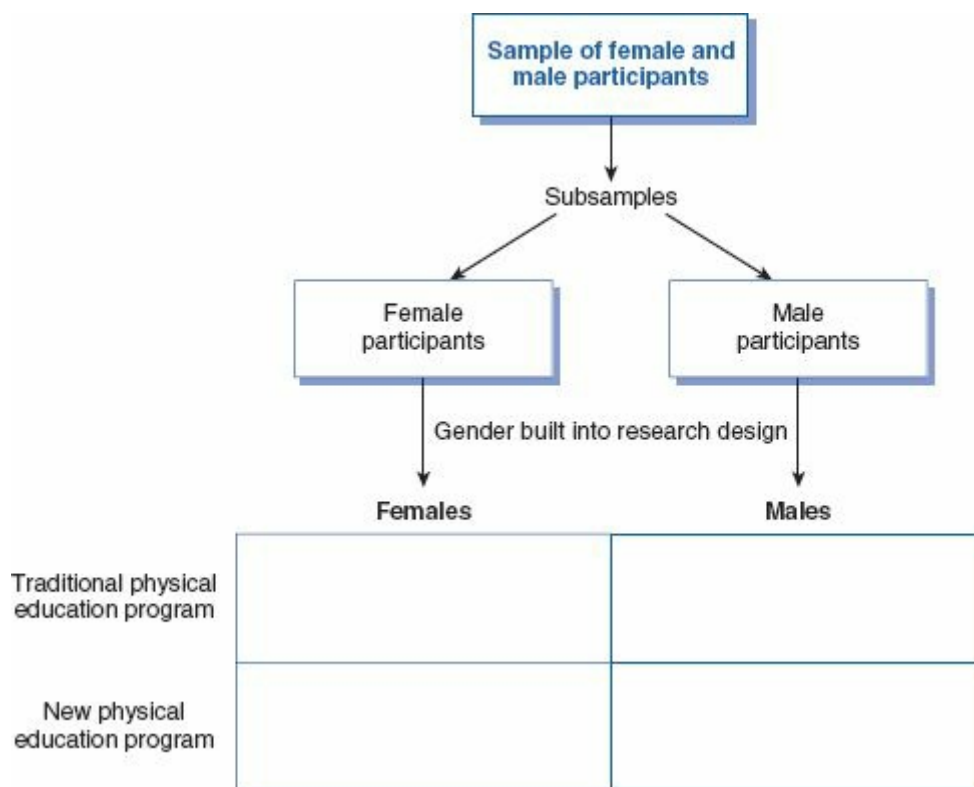 Sample of female and
male participants
Subsamples
Female
participants
Male
participants
Gender built into research design
Females
Males
Traditional physical
education program
New physical
education program